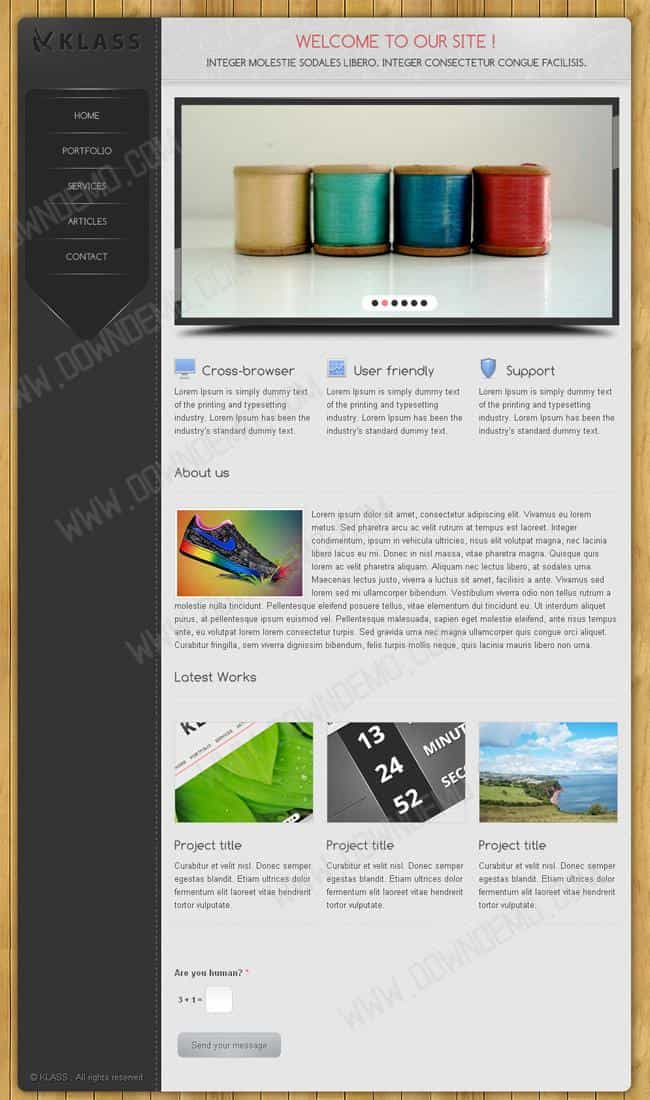 KLASS
WELCOME TO OUR SITE !
INTEGER MOLESTIE SODALES LIBERO. INTEGER CONSECTETUR CONGUE FACILISIS.
HOME
PORTFOLIO
SERVICES
ARTICLES
CONTACT
Cross-browser
Lorem Ipsum is simply dummy text
of the printing and typesetting
industry. Lorem Ipsum has been the
industry's standard dummy text.
User friendly
Lorem Ipsum is simply dummy text
of the printing and typesetting
industry. Lorem Ipsum has been the
industry's standard dummy text.
Support
Lorem Ipsum is simply dummy text
of the printing and typesetting
industry. Lorem Ipsum has been the
industry's standard dummy text.
About us
Lorem ipsum dolor sit amet, consectetur adipiscing elit. Vivamus eu lorem
metus. Sed pharetra arcu ac velit rutrum at tempus est laoreet. Integer
condimentum, ipsum in vehicula ultricies, risus elit volutpat magna, nec lacinia
libero lacus eu mi. Donec in nisl massa, vitae pharetra magna. Quisque quis
lorem ac velit pharetra aliquam. Aliquam nec lectus libero, at sodales urna.
Maecenas lectus justo, viverra a luctus sit amet, facilisis a ante. Vivamus sed
lorem sed mi ullamcorper bibendum. Vestibulum viverra odio non tellus rutrum a
molestie nulla tincidunt. Pellentesque eleifend posuere tellus, vitae elementum dui tincidunt eu. Ut interdum aliquet
purus, at pellentesque ipsum euismod vel. Pellentesque malesuada, sapien eget molestie eleifend, ante risus tempus
ante, eu volutpat lorem lorem consectetur turpis. Sed gravida urna nec magna ullamcorper quis congue orci aliquet.
Curabitur fringilla, sem viverra dignissim bibendum, felis turpis mollis neque, quis lacinia mauris libero non urna.
Latest Works
13
24
52
MINUT
SEC
Project title
Curabitur et velit nisl. Donec semper
egestas blandit. Etiam ultrices dolor
fermentum elit laoreet vitae hendrerit
tortor vulputate.
Project title
Curabitur et velit nisl. Donec semper
egestas blandit. Etiam ultrices dolor
fermentum elit laoreet vitae hendrerit
tortor vulputate.
Project title
Curabitur et velit nisl. Donec semper
egestas blandit. Etiam ultrices dolor
fermentum elit laoreet vitae hendrerit
tortor vulputate.
Are you human? *
3 + 1 =
Send your message
© KLASS . All rights reserved
WWW.DOWNDEMO.COM